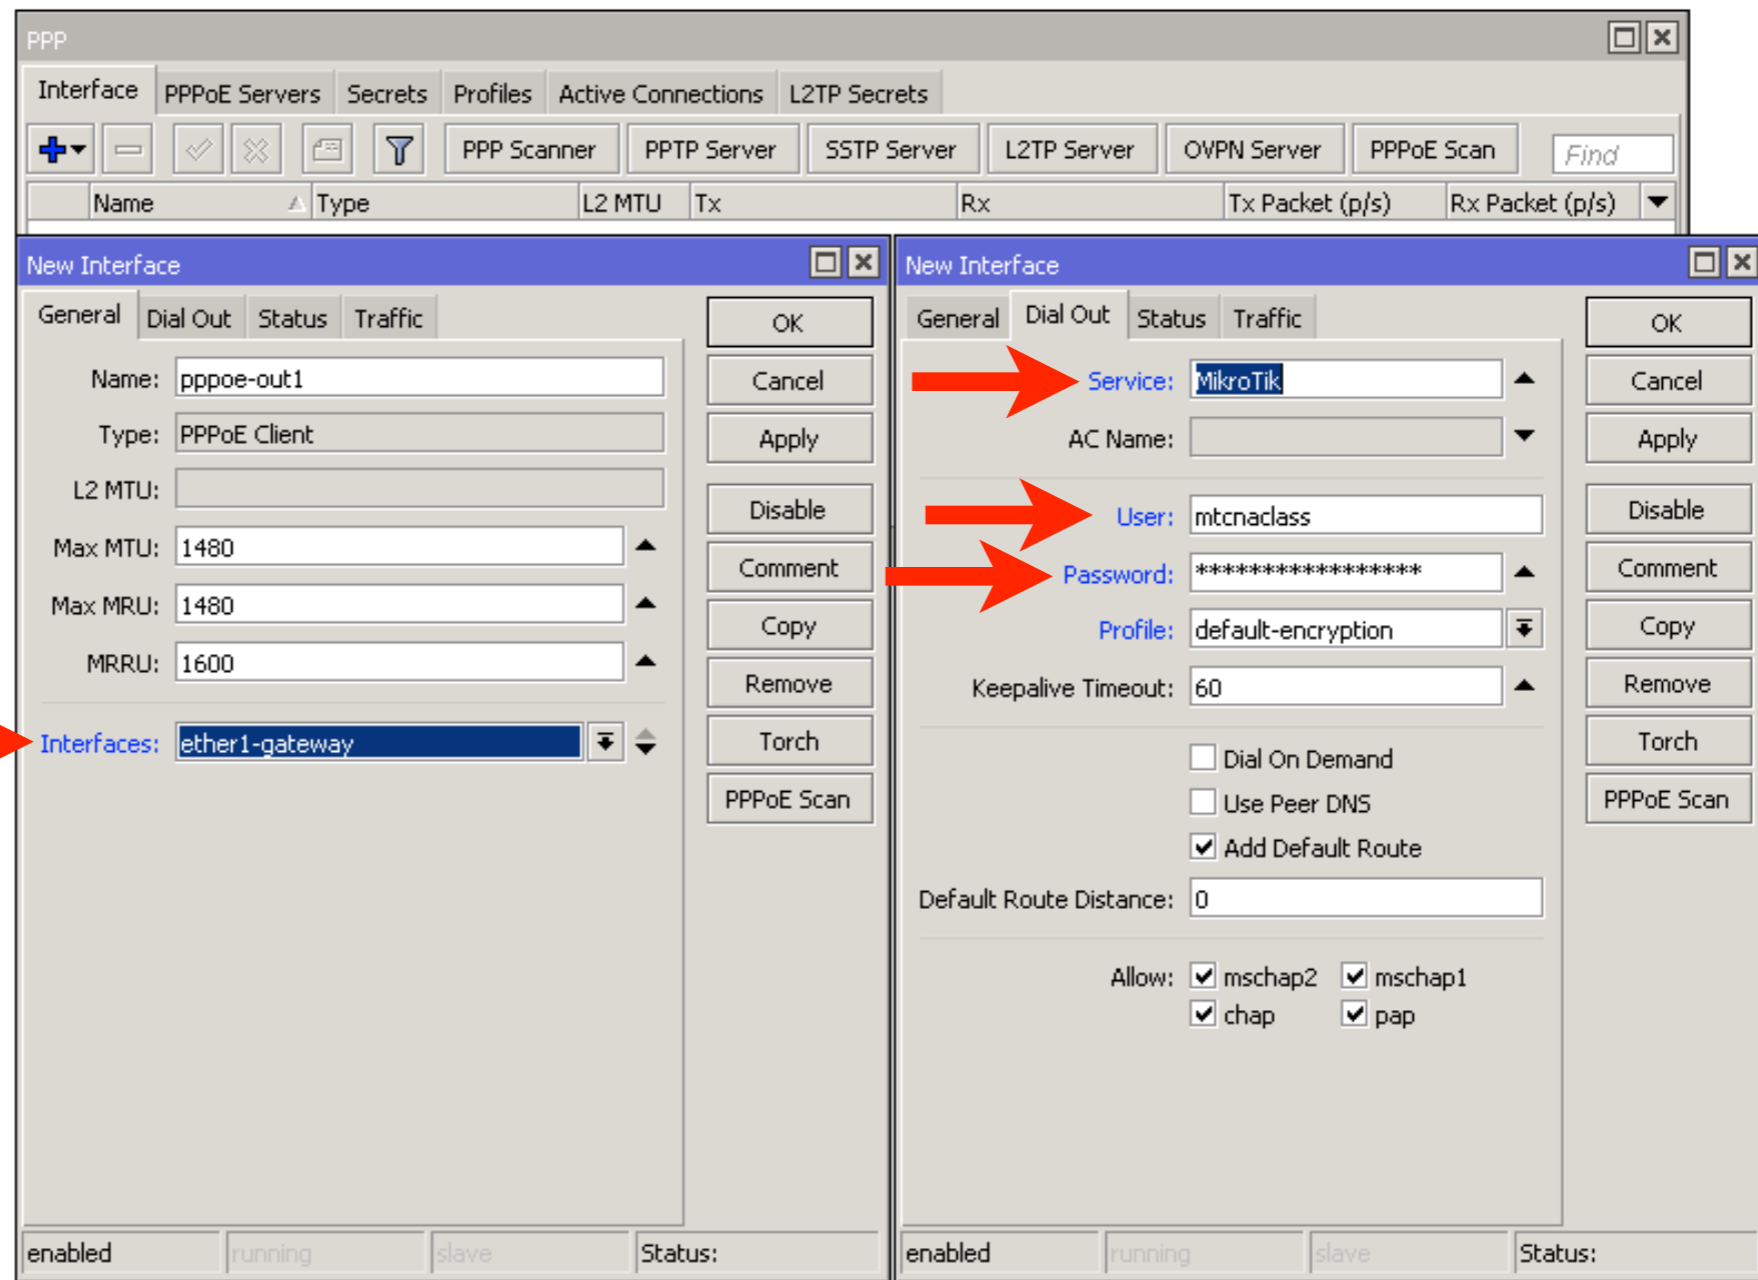 PPP
Interface PPPoE Servers Secrets Profiles Active Connections L2TP Secrets
PPP Scanner PPTP Server SSTP Server L2TP Server OVPN Server PPPoE Scan Find
Name Type L2 MTU Tx Rx Tx Packet (p/s) Rx Packet (p/s)
New Interface
General Dial Out Status Traffic
Name: pppoe-out1
Type: PPPoE Client
L2 MTU:
Max MTU: 1480
Max MRU: 1480
MRRU: 1600
Interfaces: ether1-gateway
OK
Cancel
Apply
Disable
Comment
Copy
Remove
Torch
PPPoE Scan
enabled running slave Status:
New Interface
General Dial Out Status Traffic
Service: MikroTik
AC Name:
User: mtcnaclass
Password: *****************
Profile: default-encryption
Keepalive Timeout: 60
Dial On Demand
Use Peer DNS
Add Default Route
Default Route Distance: 0
Allow: mschap2 mschap1
chap pap
OK
Cancel
Apply
Disable
Comment
Copy
Remove
Torch
PPPoE Scan
enabled running slave Status: